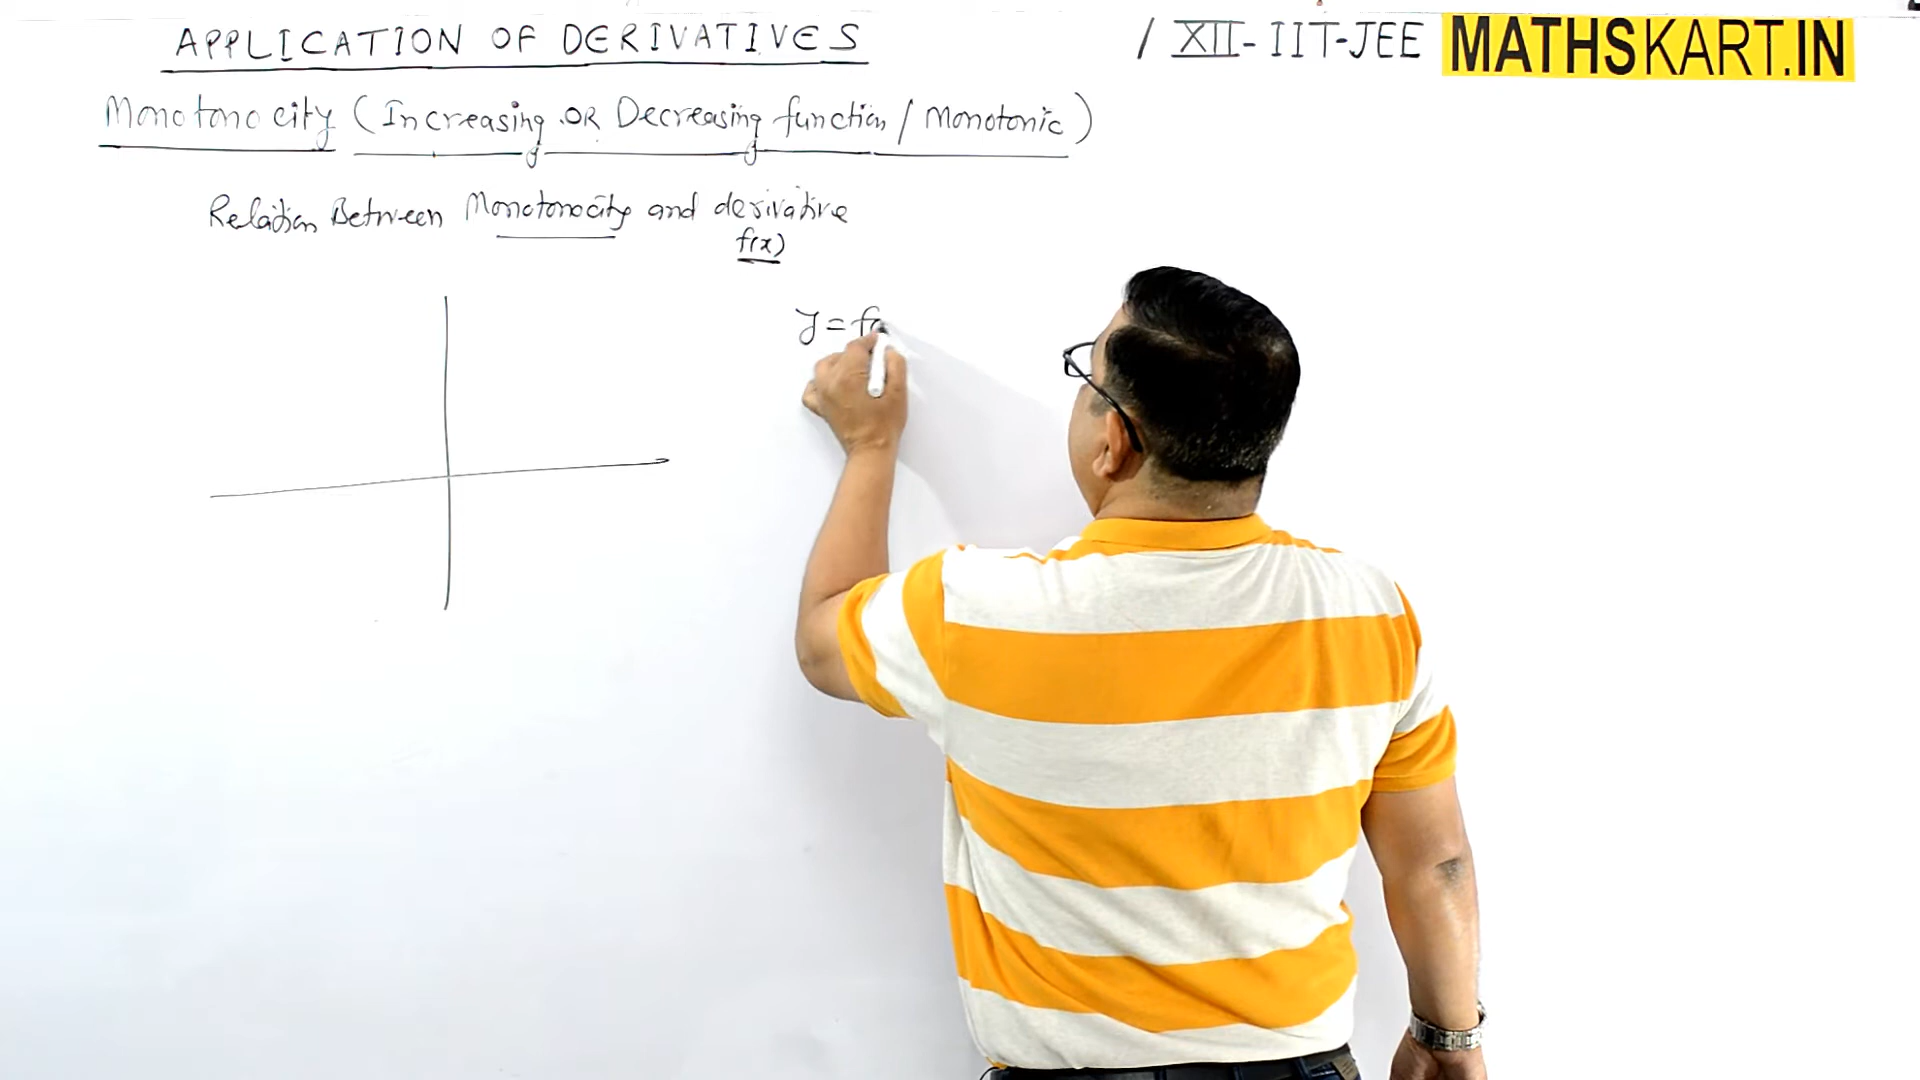 APPLICATION OF DERIVATIVES / XII - IIT-JEE MATHSKART.IN
Monotonocity (Increasing OR Decreasing function / Monotonic)
Relation Between Monotonocity and derivative
f(x)
y = f(